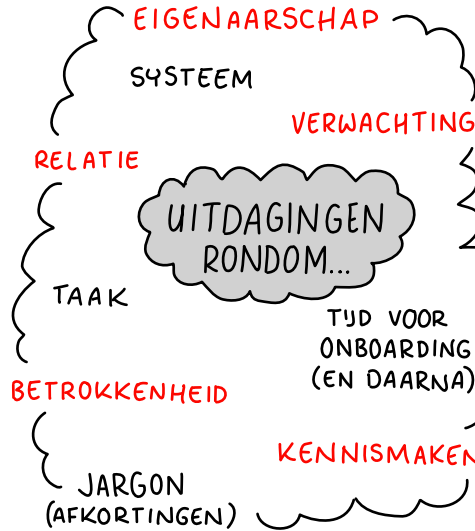 EIGENAARSCHAP
SYSTEEM
VERWACHTING
RELATIE
UITDAGINGEN
RONDOM...
TAAK
TIJD VOOR
ONBOARDING
(EN DAARNA)
BETROKKENHEID
KENNISMAKEN
JARGON
(AFKORTINGEN)